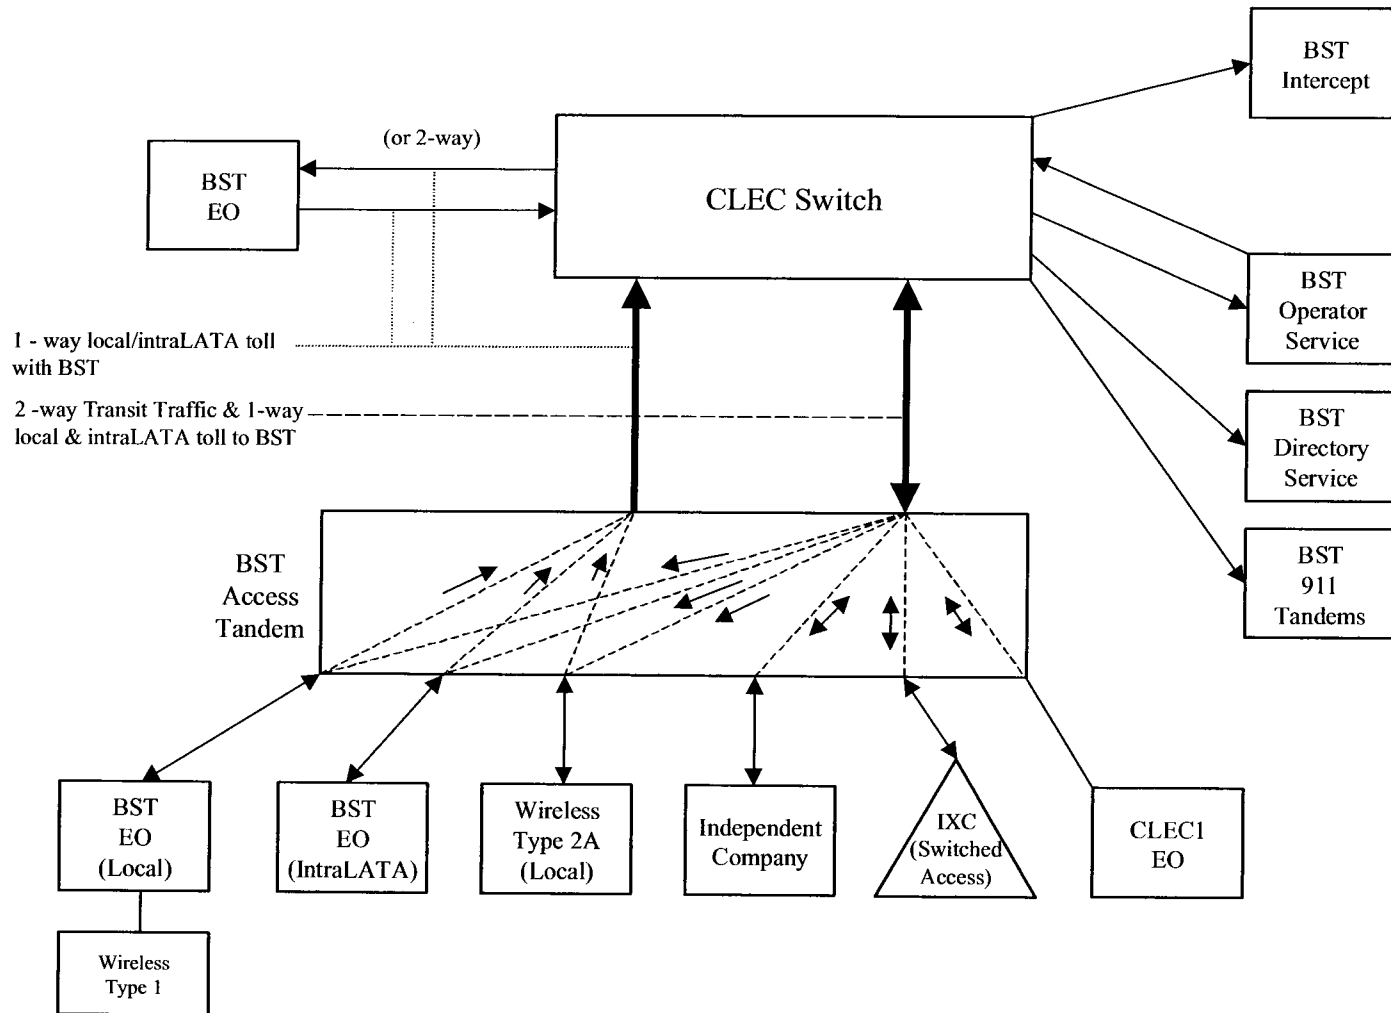 BST
Intercept
(or 2-way)
BST
EO
CLEC Switch
BST
Operator
Service
1 - way local/intraLATA toll
with BST
2 -way Transit Traffic & 1-way
local & intraLATA toll to BST
BST
Directory
Service
BST
911
Tandems
BST
Access
Tandem
BST
EO
(Local)
BST
EO
(IntraLATA)
Wireless
Type 2A
(Local)
Independent
Company
IXC
(Switched
Access)
CLEC1
EO
Wireless
Type 1